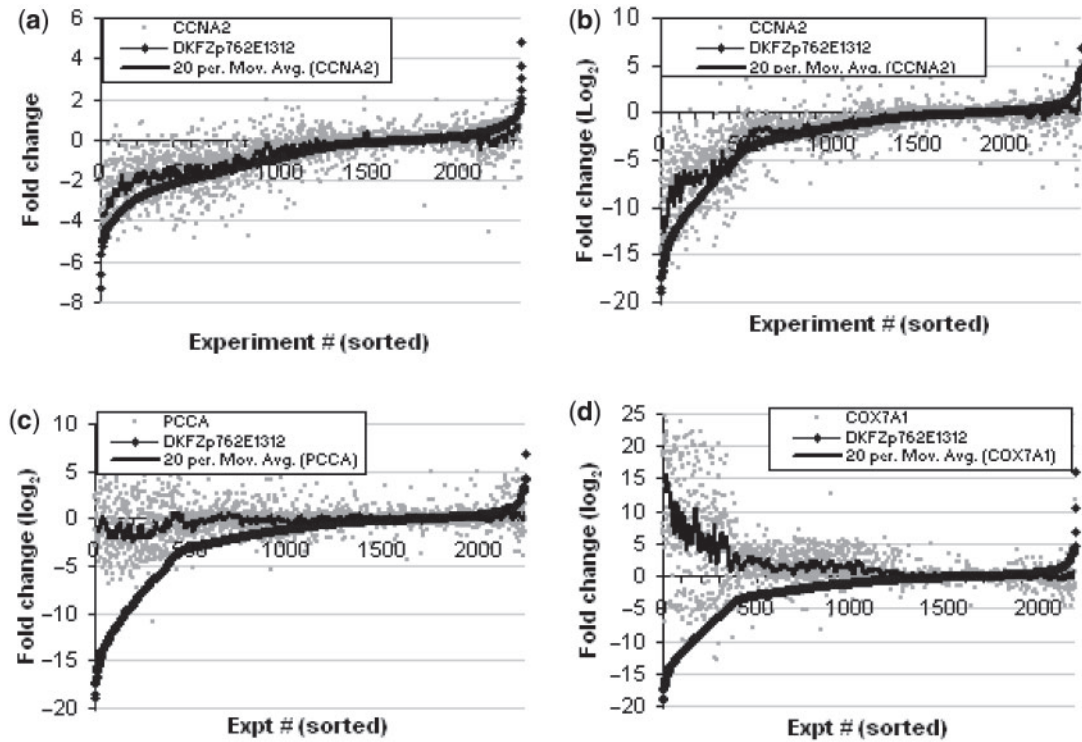 (a)
CCNA2
DKFZp762E1312
20 per. Mov. Avg. (CCNA2)
Fold change
6
4
2
0
−2
−4
−6
−8
0
500
1000
1500
2000
Experiment # (sorted)
(b)
CCNA2
DKFZp762E1312
20 per. Mov. Avg. (CCNA2)
Fold change (Log2)
10
5
0
−5
−10
−15
−20
0
500
1000
1500
2000
Experiment # (sorted)
(c)
PCCA
DKFZp762E1312
20 per. Mov. Avg. (PCCA)
Fold change (log2)
10
5
0
−5
−10
−15
−20
0
500
1000
1500
2000
Expt # (sorted)
(d)
COX7A1
DKFZp762E1312
20 per. Mov. Avg. (COX7A1)
Fold change (log2)
25
20
15
10
5
0
−5
−10
−15
−20
0
500
1000
1500
2000
Expt # (sorted)